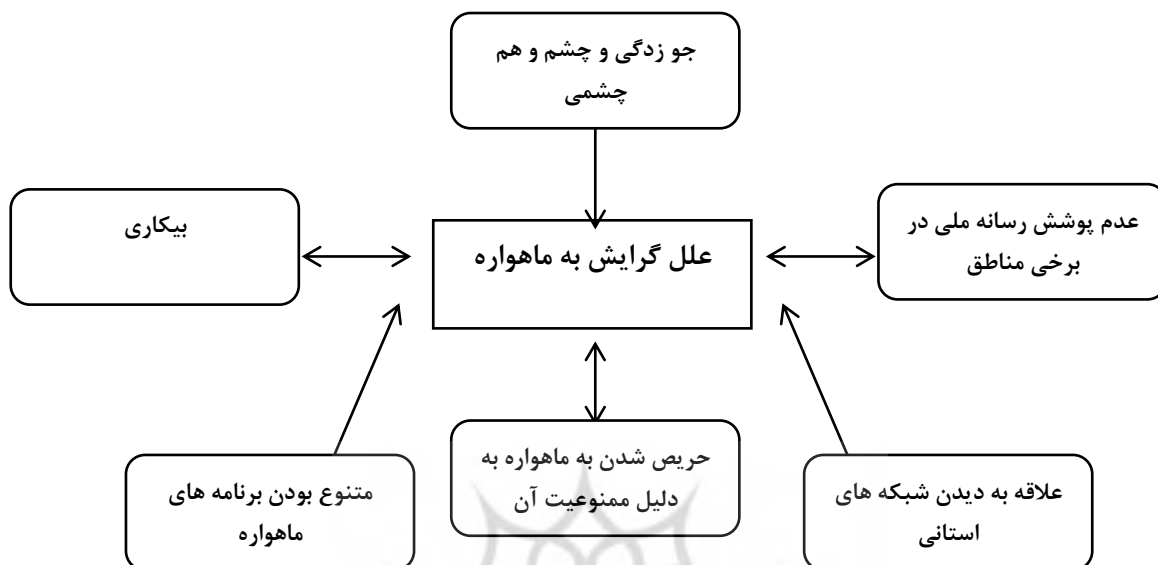 جو زدگی و چشم و هم
چشمی
عدم پوشش رسانه ملی در
برخی مناطق
علل گرایش به ماهواره
بیکاری
علاقه به دیدن شبکه های
استانی
حریص شدن به ماهواره به
دلیل ممنوعیت آن
متنوع بودن برنامه های
ماهواره